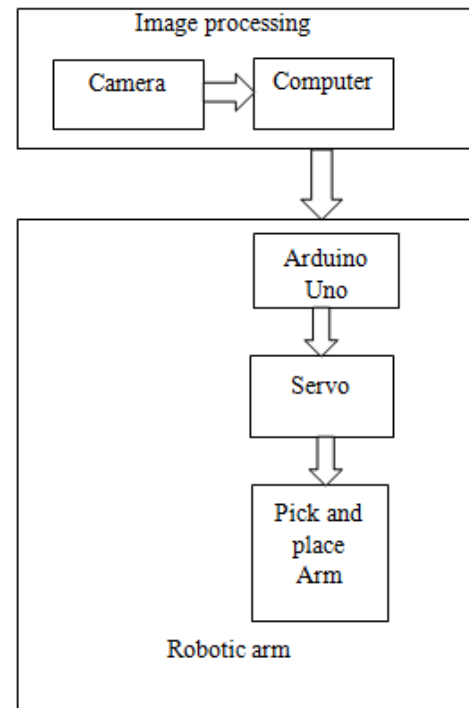 Image processing
Camera
Computer
Arduino
Uno
Servo
Pick and
place
Arm
Robotic arm